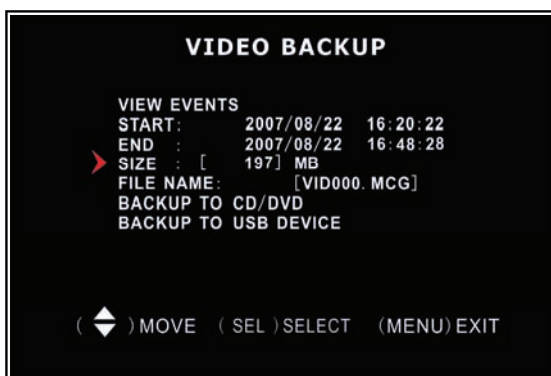 VIDEO BACKUP
VIEW EVENTS
START: 2007/08/22 16:20:22
END : 2007/08/22 16:48:28
SIZE : [ 197] MB
FILE NAME: [VID000.MCG]
BACKUP TO CD/DVD
BACKUP TO USB DEVICE
( ) MOVE ( SEL ) SELECT (MENU) EXIT